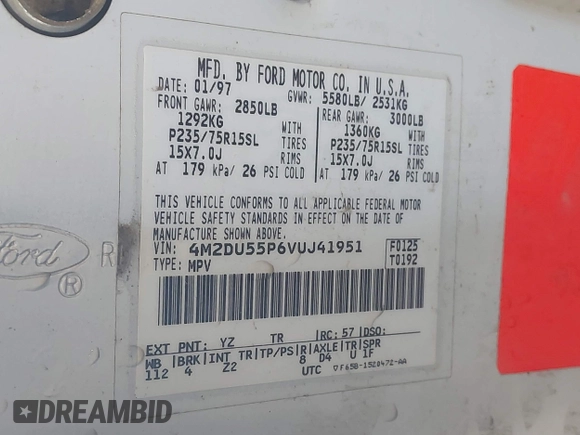 MFD. BY FORD MOTOR CO. IN U.S.A.
DATE: 01/97 GVWR: 5580LB/ 2531KG
FRONT GAWR: 2850LB REAR GAWR: 3000LB
1292KG WITH 1360KG WITH
P235/75R15SL TIRES P235/75R15SL TIRES
15X7.0J RIMS 15X7.0J RIMS
AT 179 kPa/ 26 PSI COLD AT 179 kPa/ 26 PSI COLD
THIS VEHICLE CONFORMS TO ALL APPLICABLE FEDERAL MOTOR
VEHICLE SAFETY STANDARDS IN EFFECT ON THE DATE OF
MANUFACTURE SHOWN ABOVE.
VIN: 4M2DU55P6VUJ41951 F0125
TYPE: MPV T0192
Ford ® R
EXT PNT: YZ TR RC: 57 DSO:
WB BRK INT TR TP/PS R AXLE TR SPR
112 4 Z2 8 D4 U 1F
UTC F65B-1520472-AA
DREAMBID